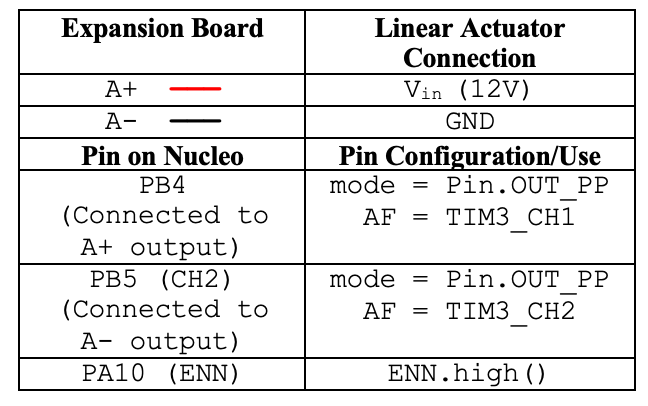 Expansion Board
Linear Actuator
Connection
A+
Vin (12V)
A-
GND
Pin on Nucleo
Pin Configuration/Use
PB4
(Connected to
A+ output)
mode = Pin.OUT_PP
AF = TIM3_CH1
PB5 (CH2)
(Connected to
A- output)
mode = Pin.OUT_PP
AF = TIM3_CH2
PA10 (ENN)
ENN.high()